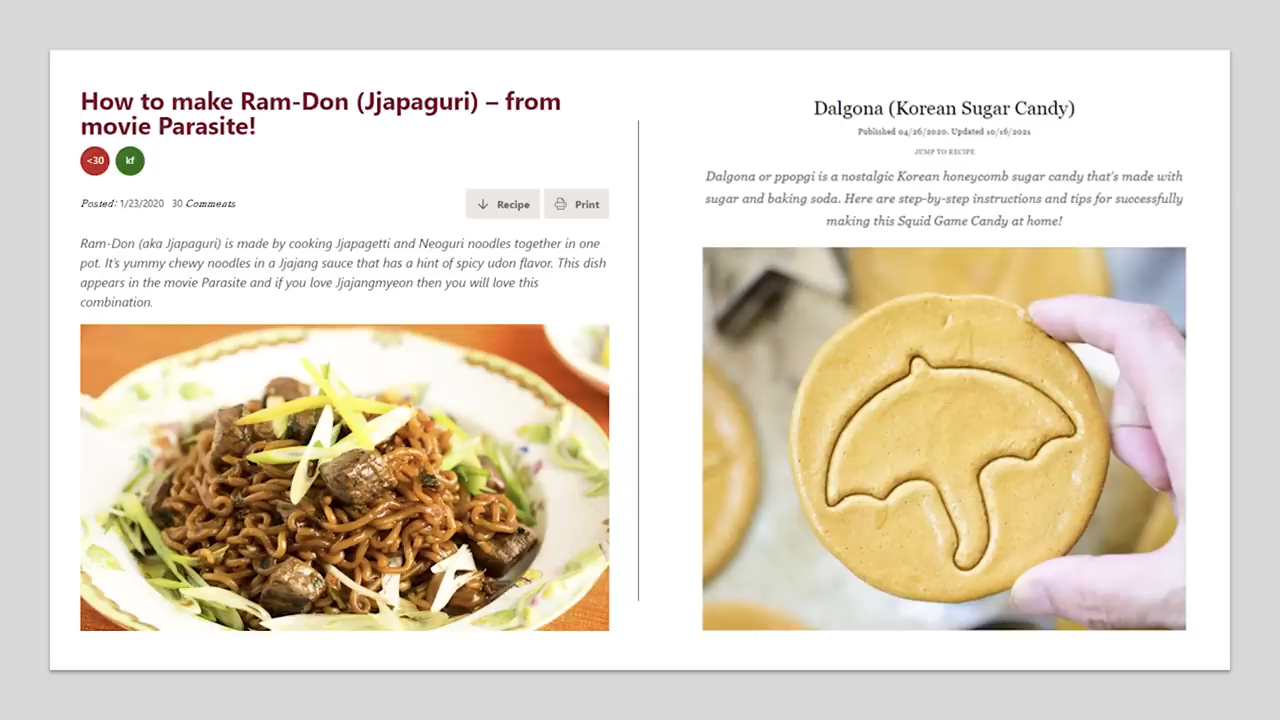 How to make Ram-Don (Jjapaguri) – from
movie Parasite!
<30 kf
Posted: 1/23/2020 30 Comments
Recipe Print
Ram-Don (aka Jjapaguri) is made by cooking Jjapagetti and Neoguri noodles together in one
pot. It's yummy chewy noodles in a Jjajang sauce that has a hint of spicy udon flavor. This dish
appears in the movie Parasite and if you love Jjajangmyeon then you will love this
combination.
Dalgona (Korean Sugar Candy)
Published 04/26/2020. Updated 10/16/2021
JUMP TO RECIPE
Dalgona or ppopgi is a nostalgic Korean honeycomb sugar candy that's made with
sugar and baking soda. Here are step-by-step instructions and tips for successfully
making this Squid Game Candy at home!